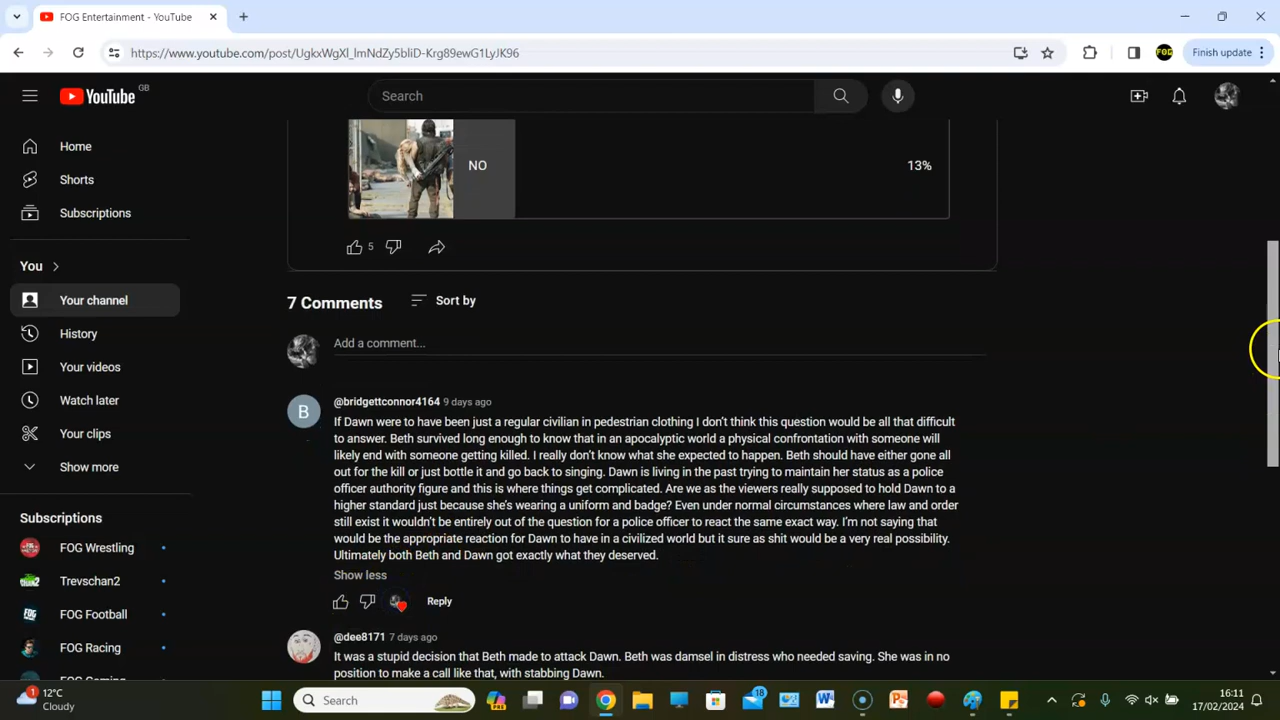 FOG Entertainment - YouTube
https://www.youtube.com/post/UgkxWgXl_lmNdZy5bliD-Krg89ewG1LyJK96
FOG
Finish update
YouTube GB
Search
Home
Shorts
Subscriptions
You
Your channel
History
Your videos
Watch later
Your clips
Show more
Subscriptions
FOG Wrestling
Trevschan2
FOG Football
FOG Racing
NO
13%
5
7 Comments
Sort by
Add a comment...
B
@bridgettconnor4164 9 days ago
If Dawn were to have been just a regular civilian in pedestrian clothing I don't think this question would be all that difficult
to answer. Beth survived long enough to know that in an apocalyptic world a physical confrontation with someone will
likely end with someone getting killed. I really don't know what she expected to happen. Beth should have either gone all
out for the kill or just bottle it and go back to singing. Dawn is living in the past trying to maintain her status as a police
officer authority figure and this is where things get complicated. Are we as the viewers really supposed to hold Dawn to a
higher standard just because she's wearing a uniform and badge? Even under normal circumstances where law and order
still exist it wouldn't be entirely out of the question for a police officer to react the same exact way. I'm not saying that
would be the appropriate reaction for Dawn to have in a civilized world but it sure as shit would be a very real possibility.
Ultimately both Beth and Dawn got exactly what they deserved.
Show less
Reply
@dee8171 7 days ago
It was a stupid decision that Beth made to attack Dawn. Beth was damsel in distress who needed saving. She was in no
position to make a call like that, with stabbing Dawn.
1
12°C
Cloudy
Search
18
16:11
17/02/2024